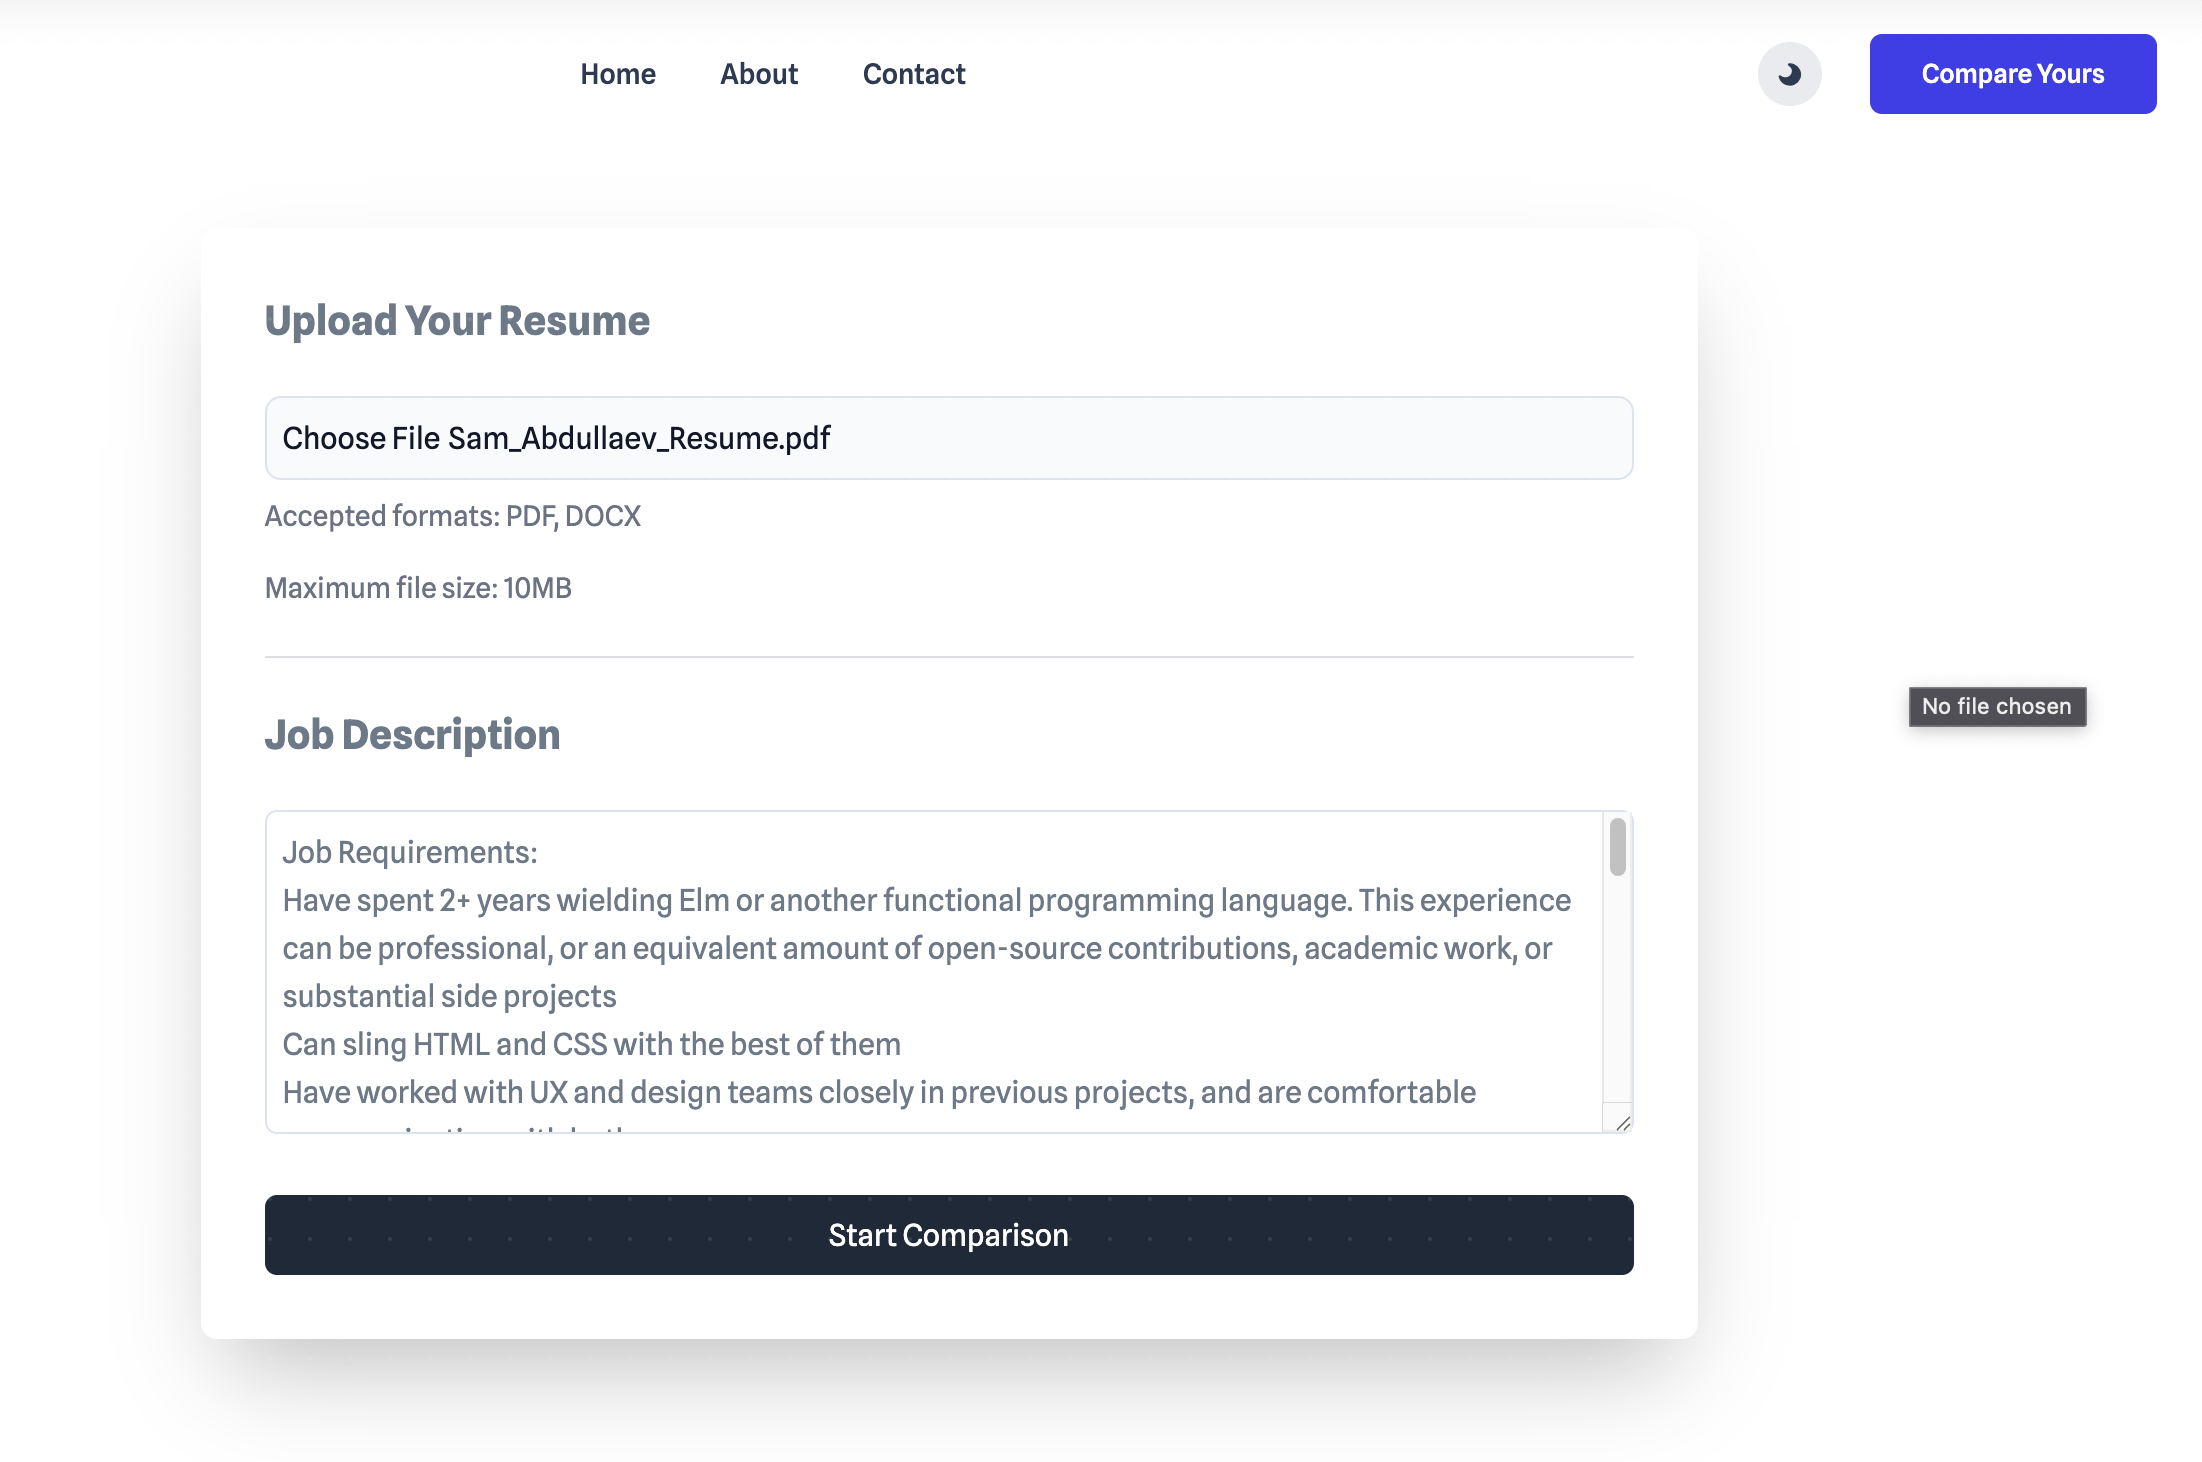 Home About Contact Compare Yours
Upload Your Resume
Choose File Sam_Abdullaev_Resume.pdf
Accepted formats: PDF, DOCX
Maximum file size: 10MB
No file chosen
Job Description
Job Requirements:
Have spent 2+ years wielding Elm or another functional programming language. This experience
can be professional, or an equivalent amount of open-source contributions, academic work, or
substantial side projects
Can sling HTML and CSS with the best of them
Have worked with UX and design teams closely in previous projects, and are comfortable
Start Comparison